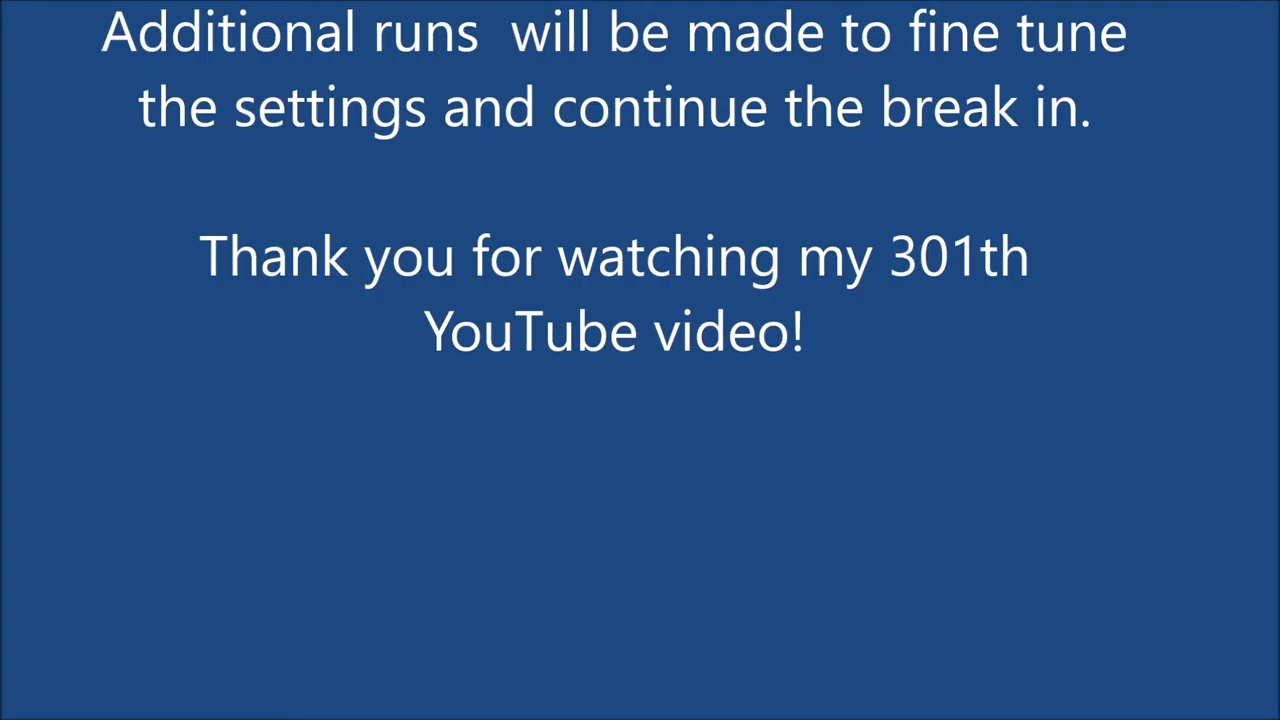 Additional runs  will be made to fine tune
the settings and continue the break in.
Thank you for watching my 301th
YouTube video!